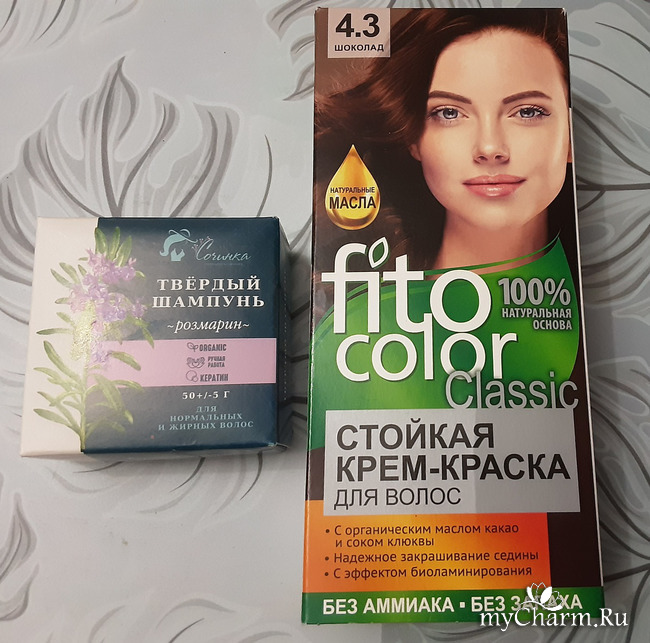 Сочинка
ТВЁРДЫЙ
ШАМПУНЬ
~розмарин~
ORGANIC
РУЧНАЯ
РАБОТА
КЕРАТИН
50+/-5 Г
ДЛЯ
НОРМАЛЬНЫХ
И ЖИРНЫХ ВОЛОС
4.3
ШОКОЛАД
НАТУРАЛЬНЫЕ
МАСЛА
fito
color
Classic
100%
НАТУРАЛЬНАЯ
ОСНОВА
СТОЙКАЯ
КРЕМ-КРАСКА
ДЛЯ ВОЛОС
• С органическим маслом какао
и соком клюквы
• Надежное закрашивание седины
• С эффектом биоламинирования
БЕЗ АММИАКА • БЕЗ ЗАПАХА
myCharm.Ru